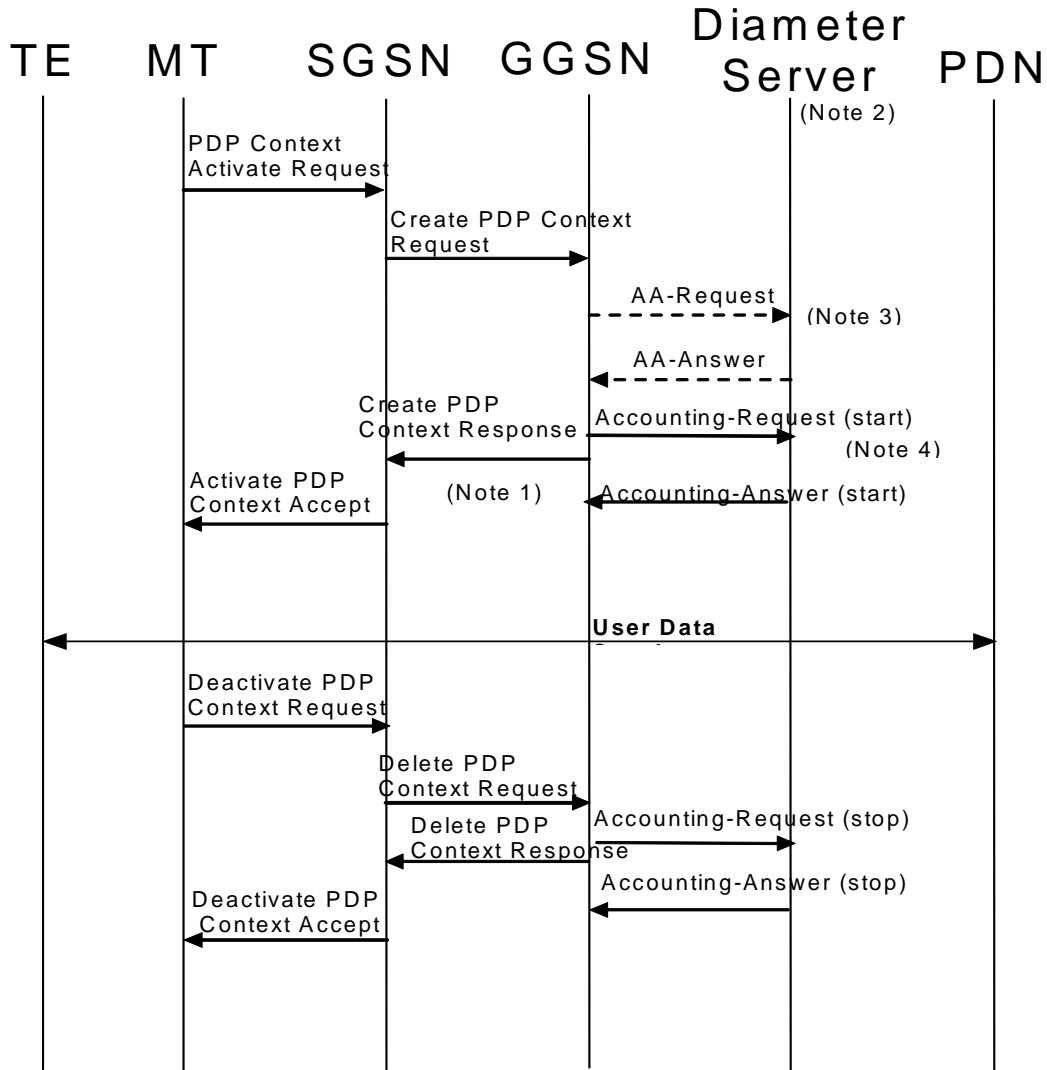 TE MT SGSN GGSN Diameter Server PDN
(Note 2)
PDP Context
Activate Request
Create PDP Context
Request
AA-Request
(Note 3)
AA-Answer
Create PDP
Context Response
Accounting-Request (start)
(Note 4)
Activate PDP
Context Accept
(Note 1)
Accounting-Answer (start)
User Data
Deactivate PDP
Context Request
Delete PDP
Context Request
Accounting-Request (stop)
Delete PDP
Context Response
Accounting-Answer (stop)
Deactivate PDP
Context Accept